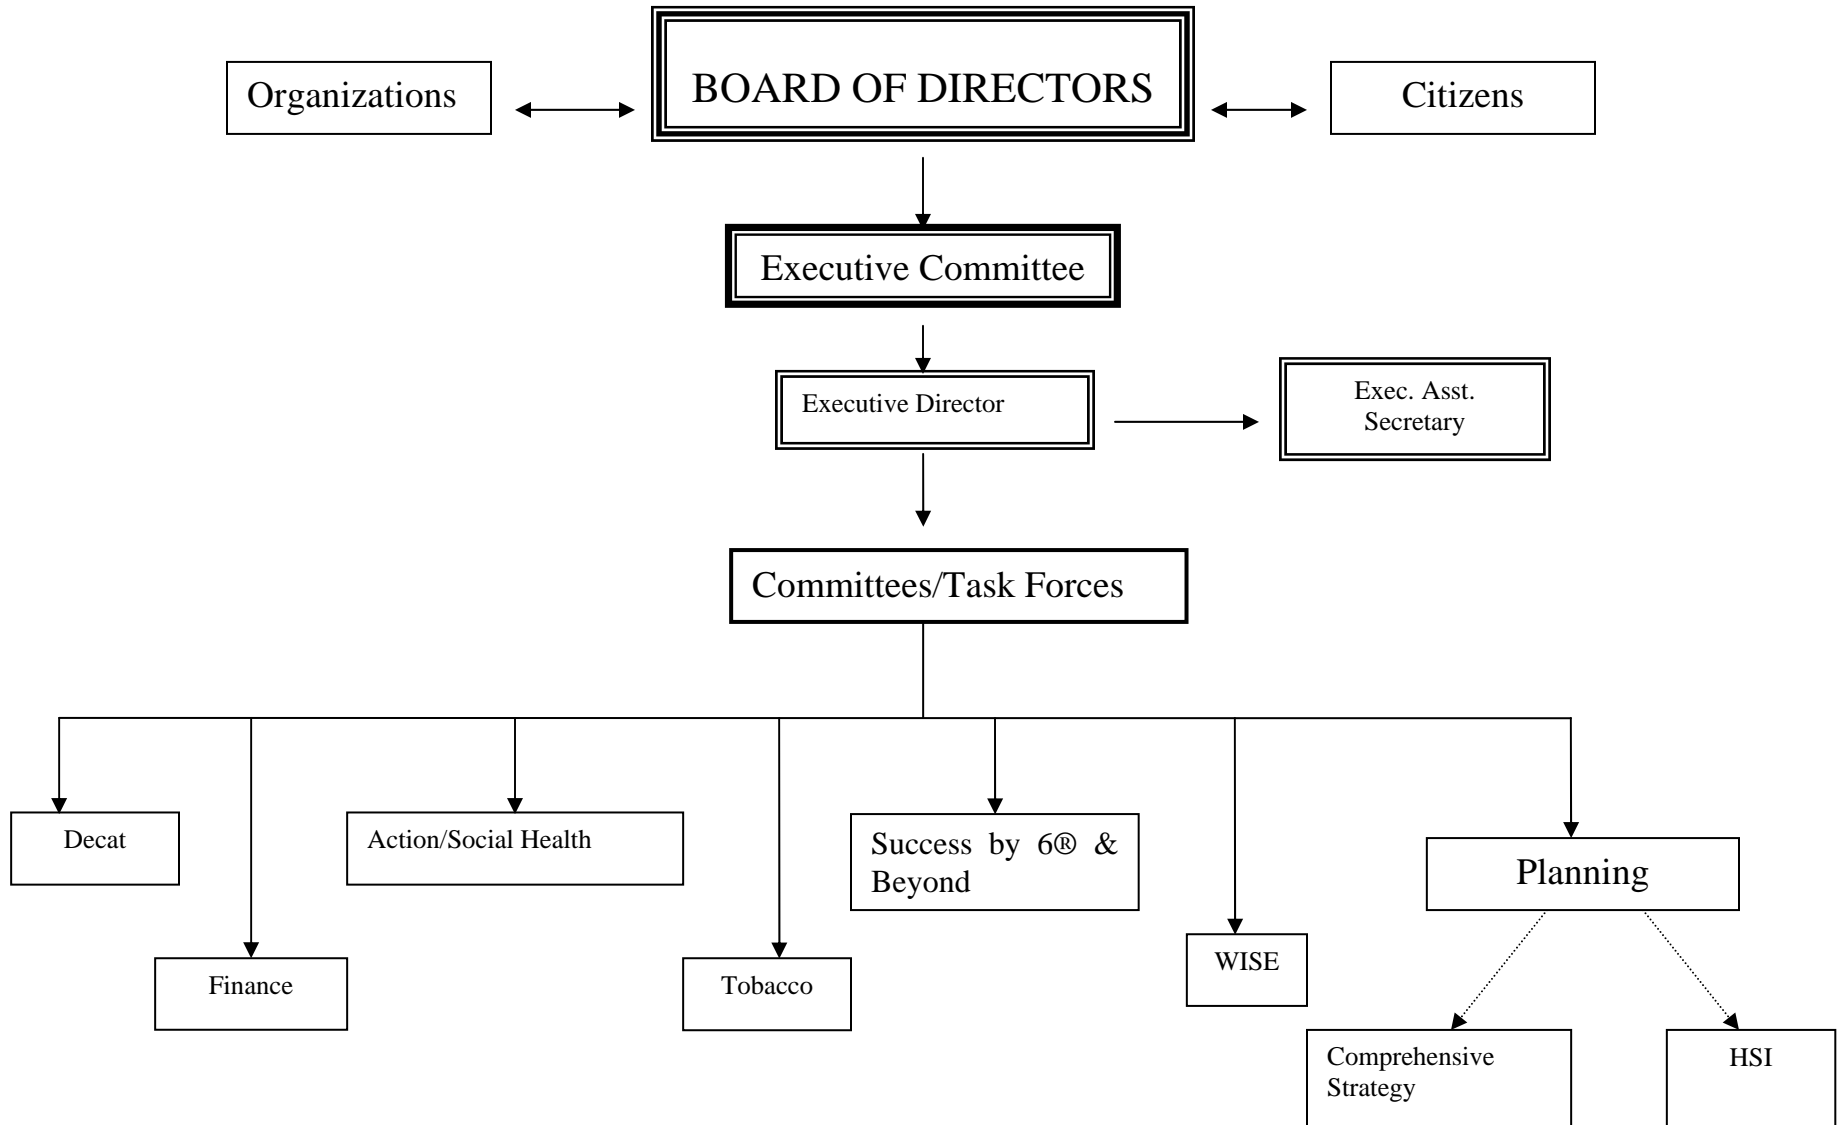 BOARD OF DIRECTORS
Organizations
Citizens
Executive Committee
Executive Director
Exec. Asst.
Secretary
Committees/Task Forces
Decat
Action/Social Health
Success by 6® &
Beyond
Planning
Finance
Tobacco
WISE
Comprehensive
Strategy
HSI